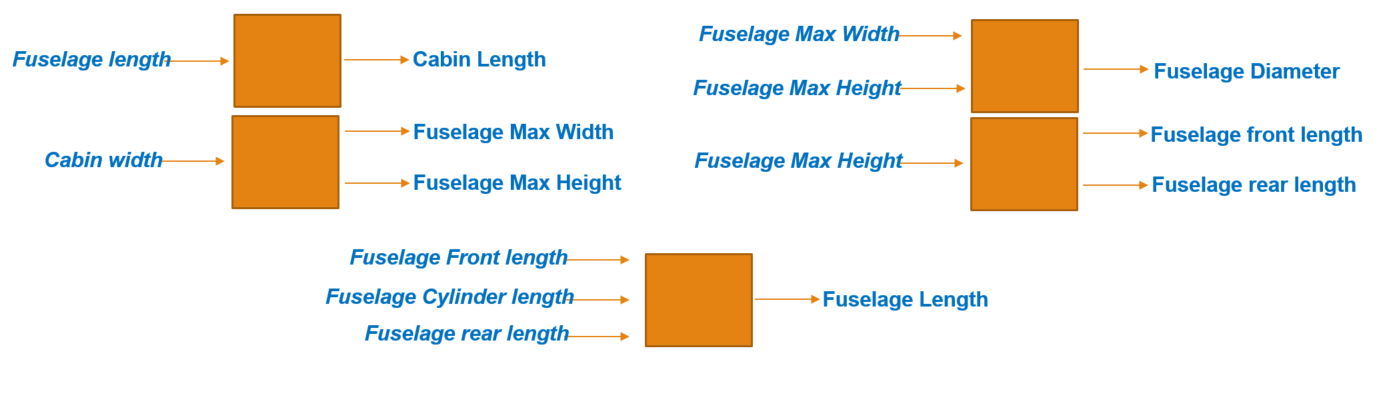 Fuselage length
Cabin Length
Cabin width
Fuselage Max Width
Fuselage Max Height
Fuselage Max Width
Fuselage Max Height
Fuselage Diameter
Fuselage Max Height
Fuselage front length
Fuselage rear length
Fuselage Front length
Fuselage Cylinder length
Fuselage rear length
Fuselage Length